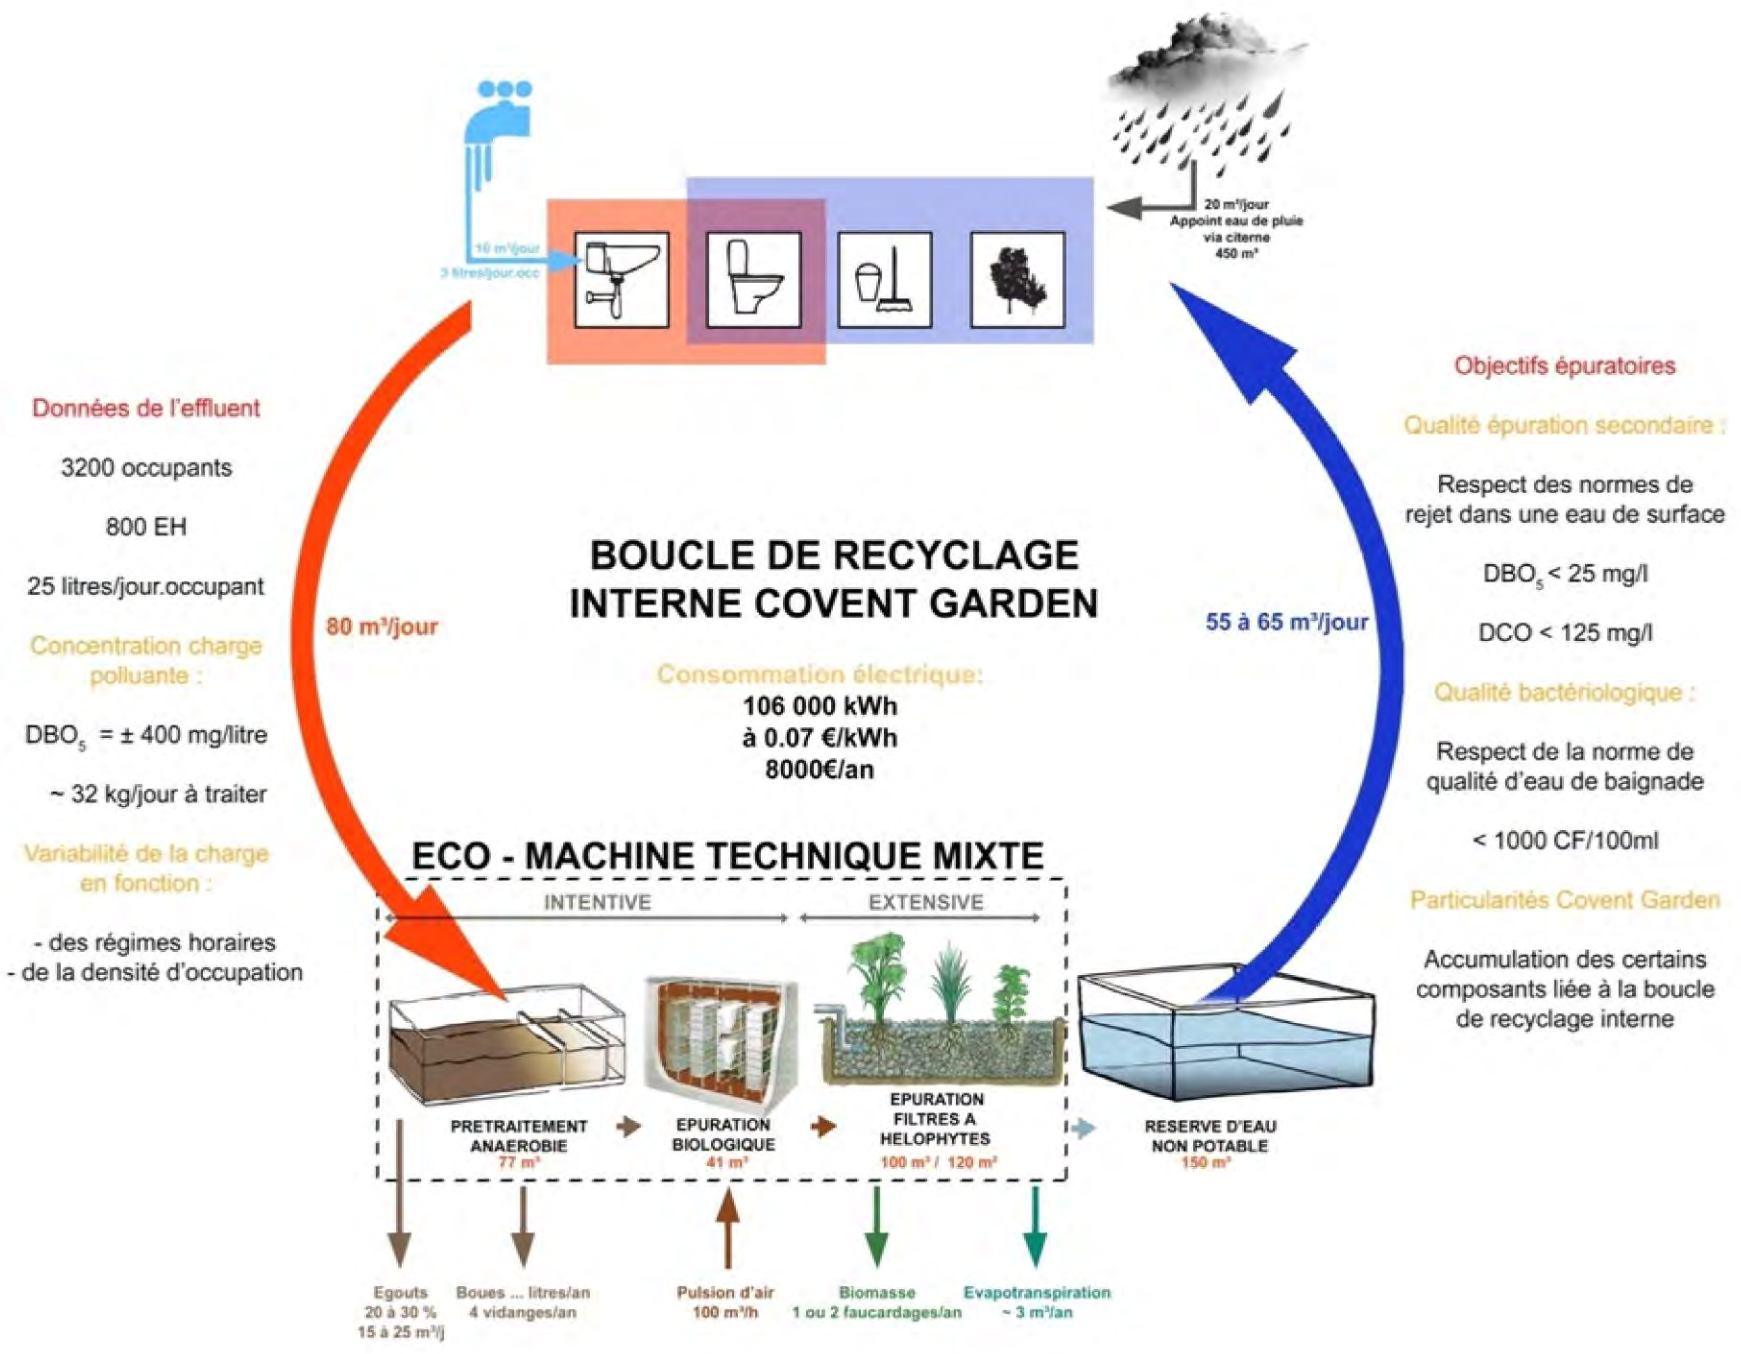 10 m³/jour
3 litres/jour.occ
20 m³/jour
Appoint eau de pluie
via citerne
450 m³
Données de l'effluent
3200 occupants
800 EH
25 litres/jour.occupant
Concentration charge
polluante :
DBO₅ = ± 400 mg/litre
~ 32 kg/jour à traiter
Variabilité de la charge
en fonction :
- des régimes horaires
- de la densité d'occupation
80 m³/jour
BOUCLE DE RECYCLAGE
INTERNE COVENT GARDEN
Consommation électrique:
106 000 kWh
à 0.07 €/kWh
8000€/an
55 à 65 m³/jour
Objectifs épuratoires
Qualité épuration secondaire :
Respect des normes de
rejet dans une eau de surface
DBO₅ < 25 mg/l
DCO < 125 mg/l
Qualité bactériologique :
Respect de la norme de
qualité d'eau de baignade
< 1000 CF/100ml
Particularités Covent Garden
Accumulation des certains
composants liée à la boucle
de recyclage interne
ECO - MACHINE TECHNIQUE MIXTE
INTENTIVE
EXTENSIVE
PRETRAITEMENT
ANAEROBIE
77 m³
EPURATION
BIOLOGIQUE
41 m³
EPURATION
FILTRES A
HELOPHYTES
100 m³ / 120 m²
RESERVE D'EAU
NON POTABLE
150 m³
Egouts
20 à 30 %
15 à 25 m³/j
Boues ... litres/an
4 vidanges/an
Pulsion d'air
100 m³/h
Biomasse
1 ou 2 faucardages/an
Evapotranspiration
~ 3 m³/an